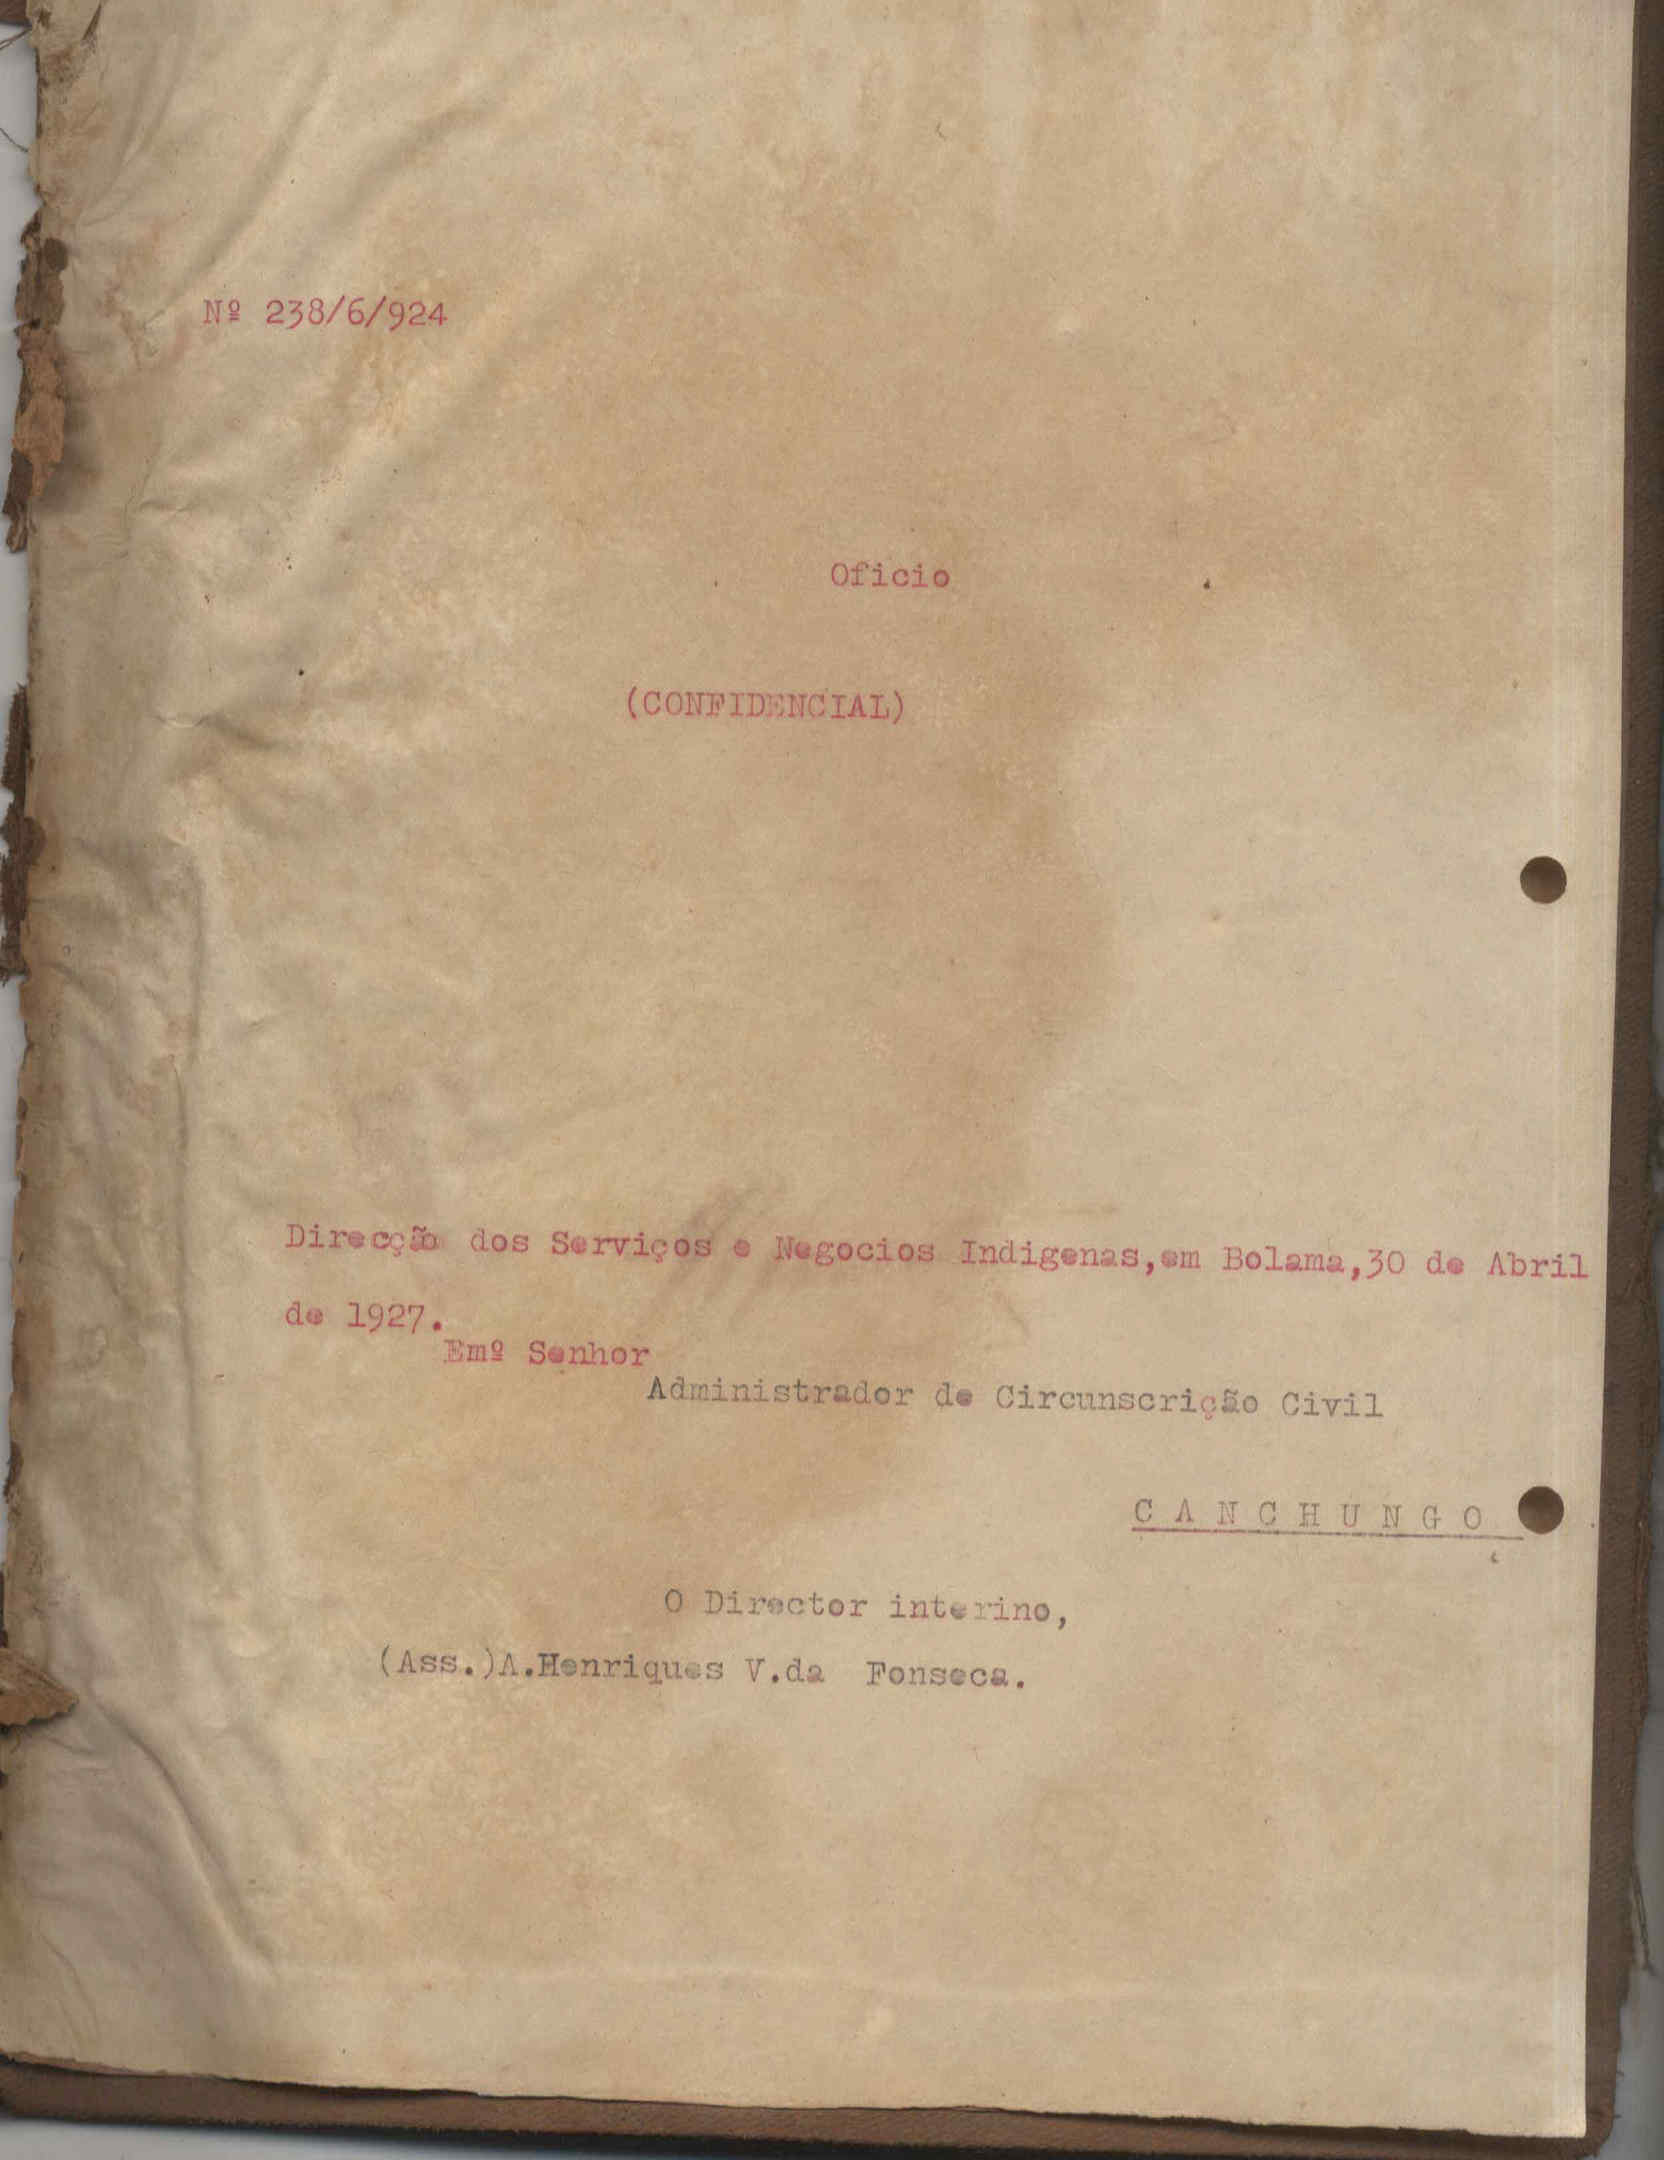 Nº 238/6/924
Oficio
(CONFIDENCIAL)
Direcção dos Serviços e Negocios Indigenas,em Bolama,30 de Abril
de 1927.
Emº Senhor
Administrador de Circunscrição Civil
C A N C H U N G O
O Director interino,
(Ass.)A.Henriques V.da Fonseca.